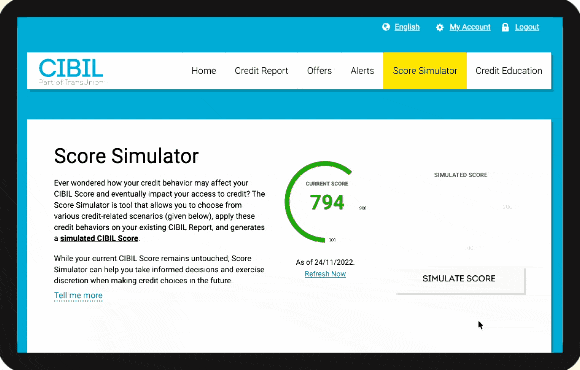 English My Account Logout
CIBIL
Part of TransUnion
Home Credit Report Offers Alerts Score Simulator Credit Education
Score Simulator
Ever wondered how your credit behavior may affect your
CIBIL Score and eventually impact your access to credit? The
Score Simulator is tool that allows you to choose from
various credit-related scenarios (given below), apply these
credit behaviors on your existing CIBIL Report, and generates
a simulated CIBIL Score.
While your current CIBIL Score remains untouched, Score
Simulator can help you take informed decisions and exercise
discretion when making credit choices in the future.
Tell me more
CURRENT SCORE
794
As of 24/11/2022.
Refresh Now
SIMULATED SCORE
SIMULATE SCORE